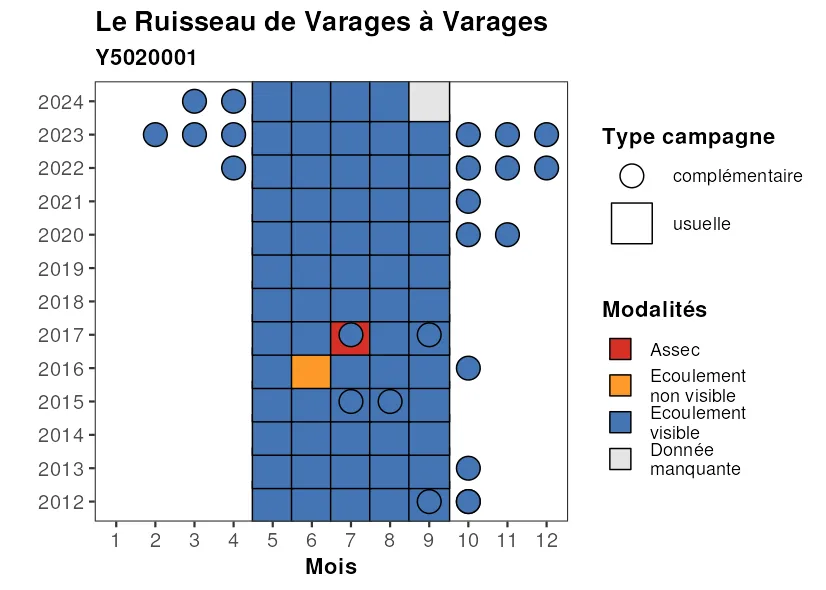 Le Ruisseau de Varages à Varages
Y5020001
2024
2023
2022
2021
2020
2019
2018
2017
2016
2015
2014
2013
2012
1 2 3 4 5 6 7 8 9 10 11 12
Mois
Type campagne
complémentaire
usuelle
Modalités
Assec
Ecoulement
non visible
Ecoulement
visible
Donnée
manquante